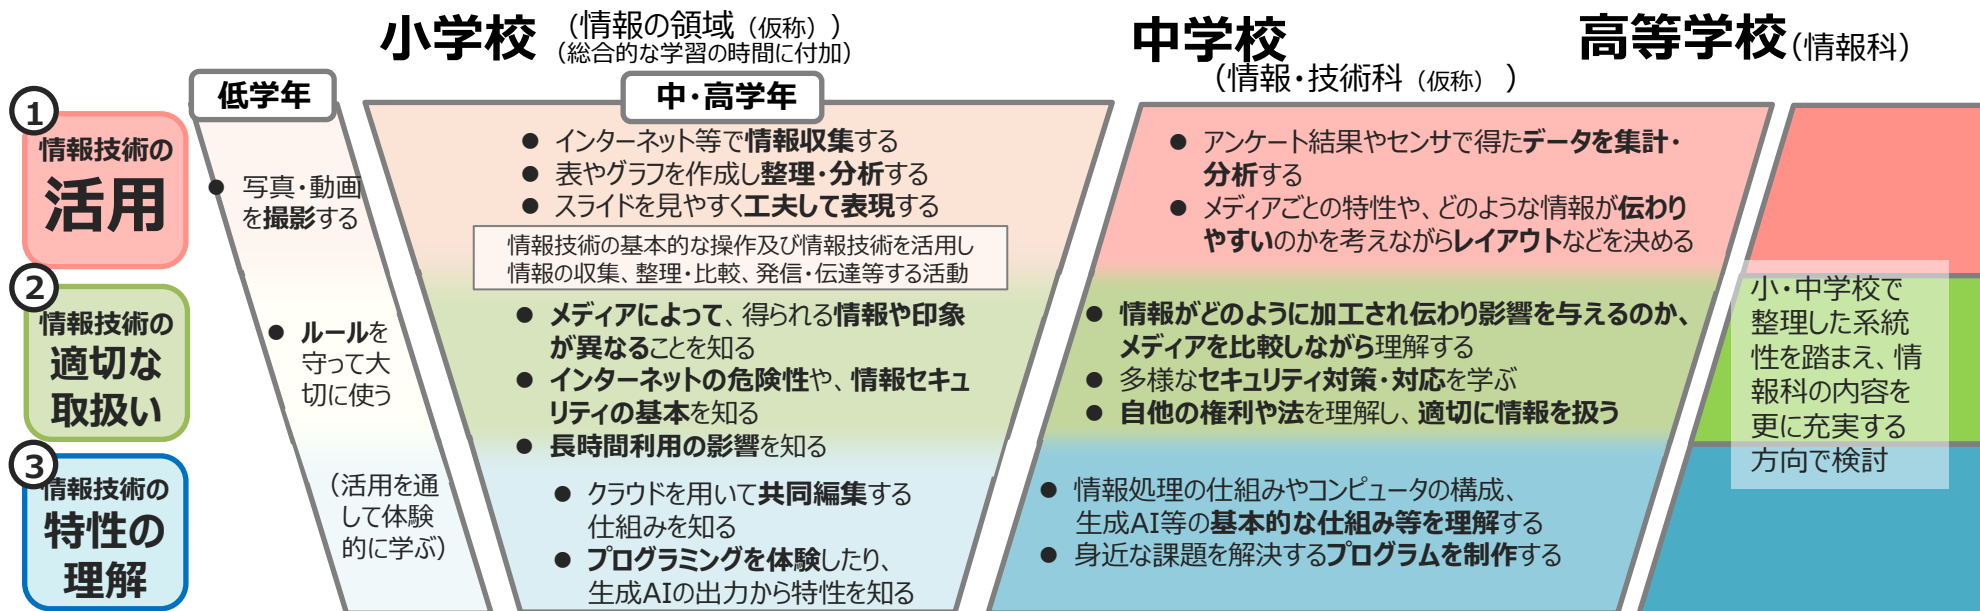 小学校 (情報の領域(仮称))
(総合的な学習の時間に付加)
中学校
(情報・技術科(仮称))
高等学校(情報科)
低学年
中・高学年
①
情報技術の
活用
● 写真・動画
を撮影する
● インターネット等で情報収集する
● 表やグラフを作成し整理・分析する
● スライドを見やすく工夫して表現する
情報技術の基本的な操作及び情報技術を活用し
情報の収集、整理・比較、発信・伝達等する活動
● アンケート結果やセンサで得たデータを集計・
分析する
● メディアごとの特性や、どのような情報が伝わり
やすいのかを考えながらレイアウトなどを決める
②
情報技術の
適切な
取扱い
● ルールを
守って大
切に使う
● メディアによって、得られる情報や印象
が異なることを知る
● インターネットの危険性や、情報セキュ
リティの基本を知る
● 長時間利用の影響を知る
● 情報がどのように加工され伝わり影響を与えるのか、
メディアを比較しながら理解する
● 多様なセキュリティ対策・対応を学ぶ
● 自他の権利や法を理解し、適切に情報を扱う
小・中学校で
整理した系統
性を踏まえ、情
報科の内容を
更に充実する
方向で検討
③
情報技術の
特性の
理解
(活用を通
して体験
的に学ぶ)
● クラウドを用いて共同編集する
仕組みを知る
● プログラミングを体験したり、
生成AIの出力から特性を知る
● 情報処理の仕組みやコンピュータの構成、
生成AI等の基本的な仕組み等を理解する
● 身近な課題を解決するプログラムを制作する